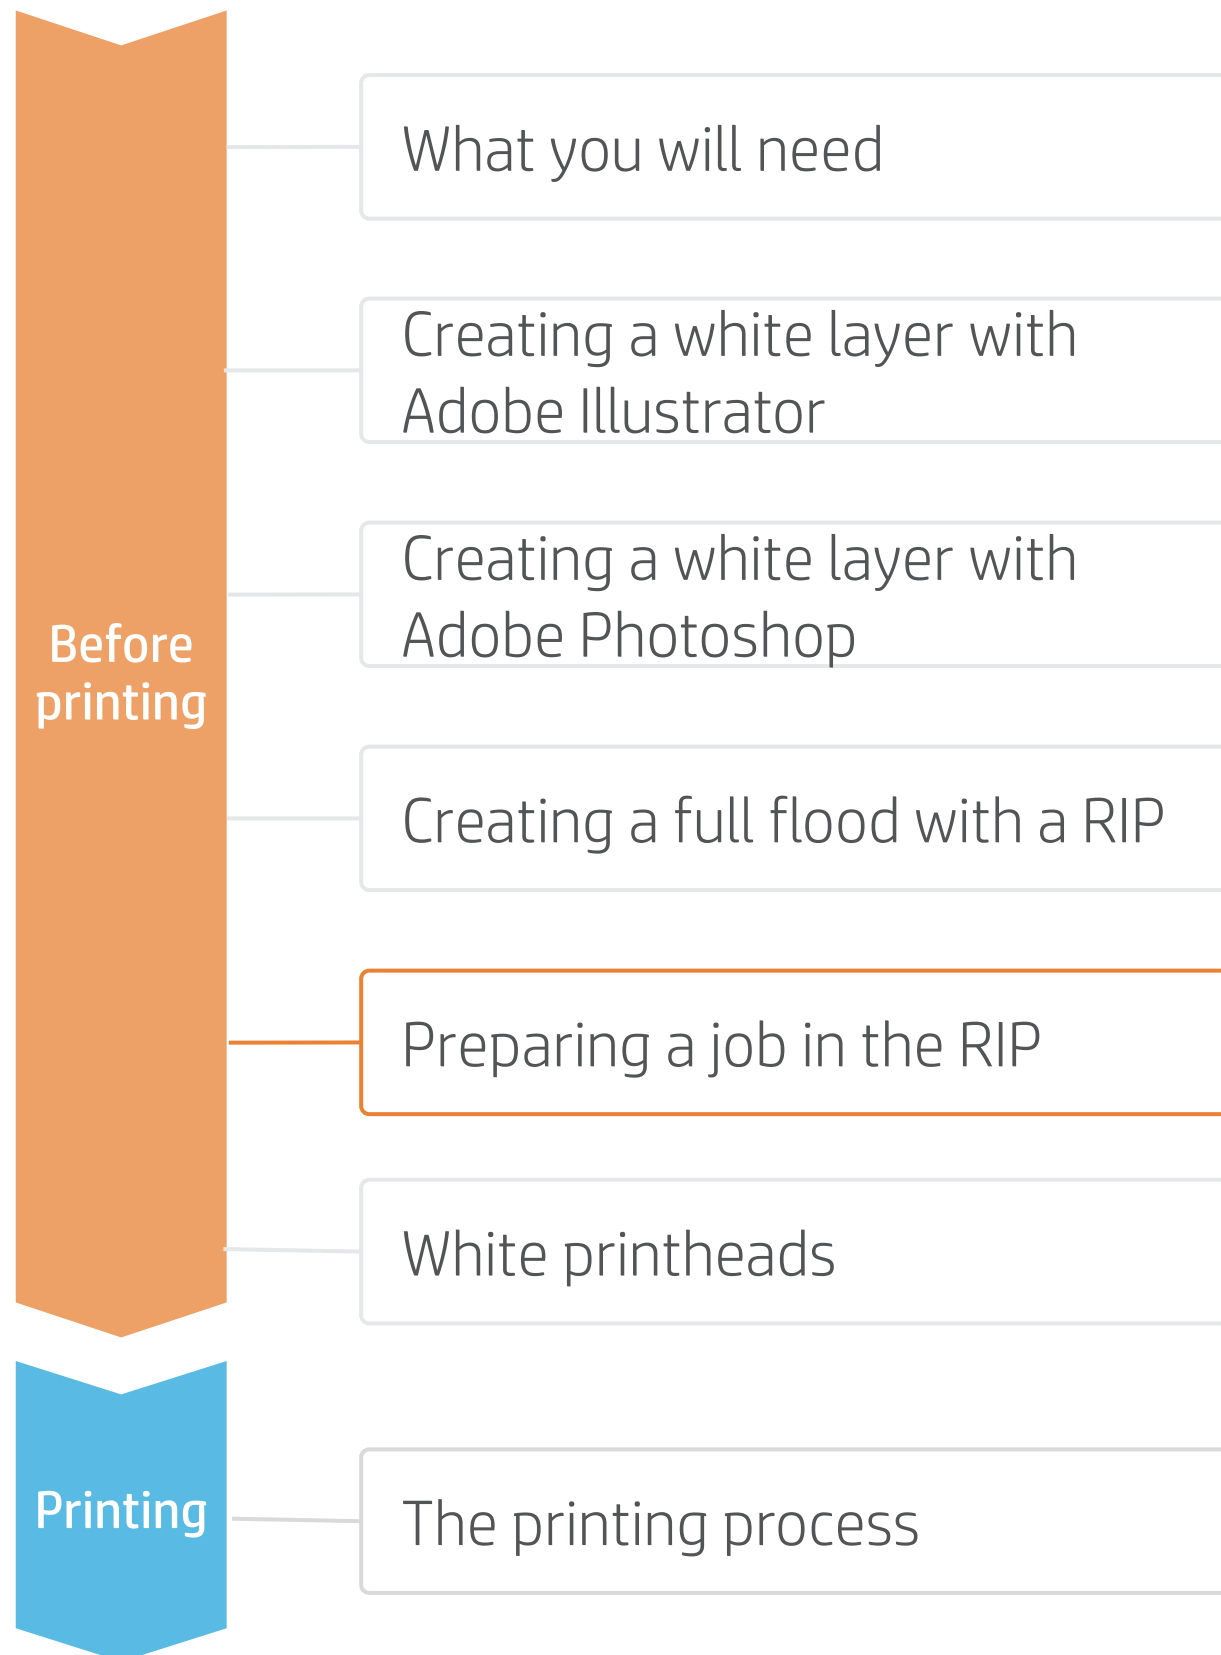 What you will need
Creating a white layer with
Adobe Illustrator
Creating a white layer with
Adobe Photoshop
Before
printing
Creating a full flood with a RIP
Preparing a job in the RIP
White printheads
Printing
The printing process